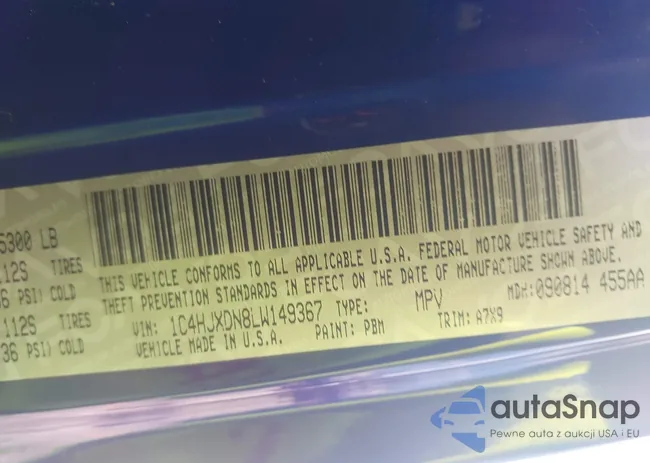 5300 LB
112S TIRES
36 PSI) COLD
112S TIRES
36 PSI) COLD
THIS VEHICLE CONFORMS TO ALL APPLICABLE U.S.A. FEDERAL MOTOR VEHICLE SAFETY AND
THEFT PREVENTION STANDARDS IN EFFECT ON THE DATE OF MANUFACTURE SHOWN ABOVE.
VIN: 1C4HJXDN8LW149367 TYPE: MPV MDH: 090814 455AA
VEHICLE MADE IN U.S.A. PAINT: PBM TRIM: A7X9
autaSnap
Pewne auta z aukcji USA i EU